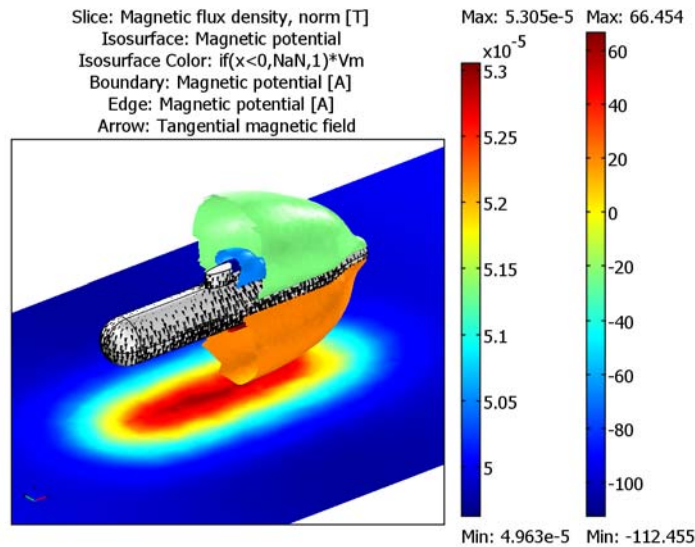 Slice: Magnetic flux density, norm [T]
Isosurface: Magnetic potential
Isosurface Color: if(x<0,NaN,1)*Vm
Boundary: Magnetic potential [A]
Edge: Magnetic potential [A]
Arrow: Tangential magnetic field
Max: 5.305e-5
x10-5
5.3
5.25
5.2
5.15
5.1
5.05
5
Min: 4.963e-5
Max: 66.454
60
40
20
0
-20
-40
-60
-80
-100
Min: -112.455